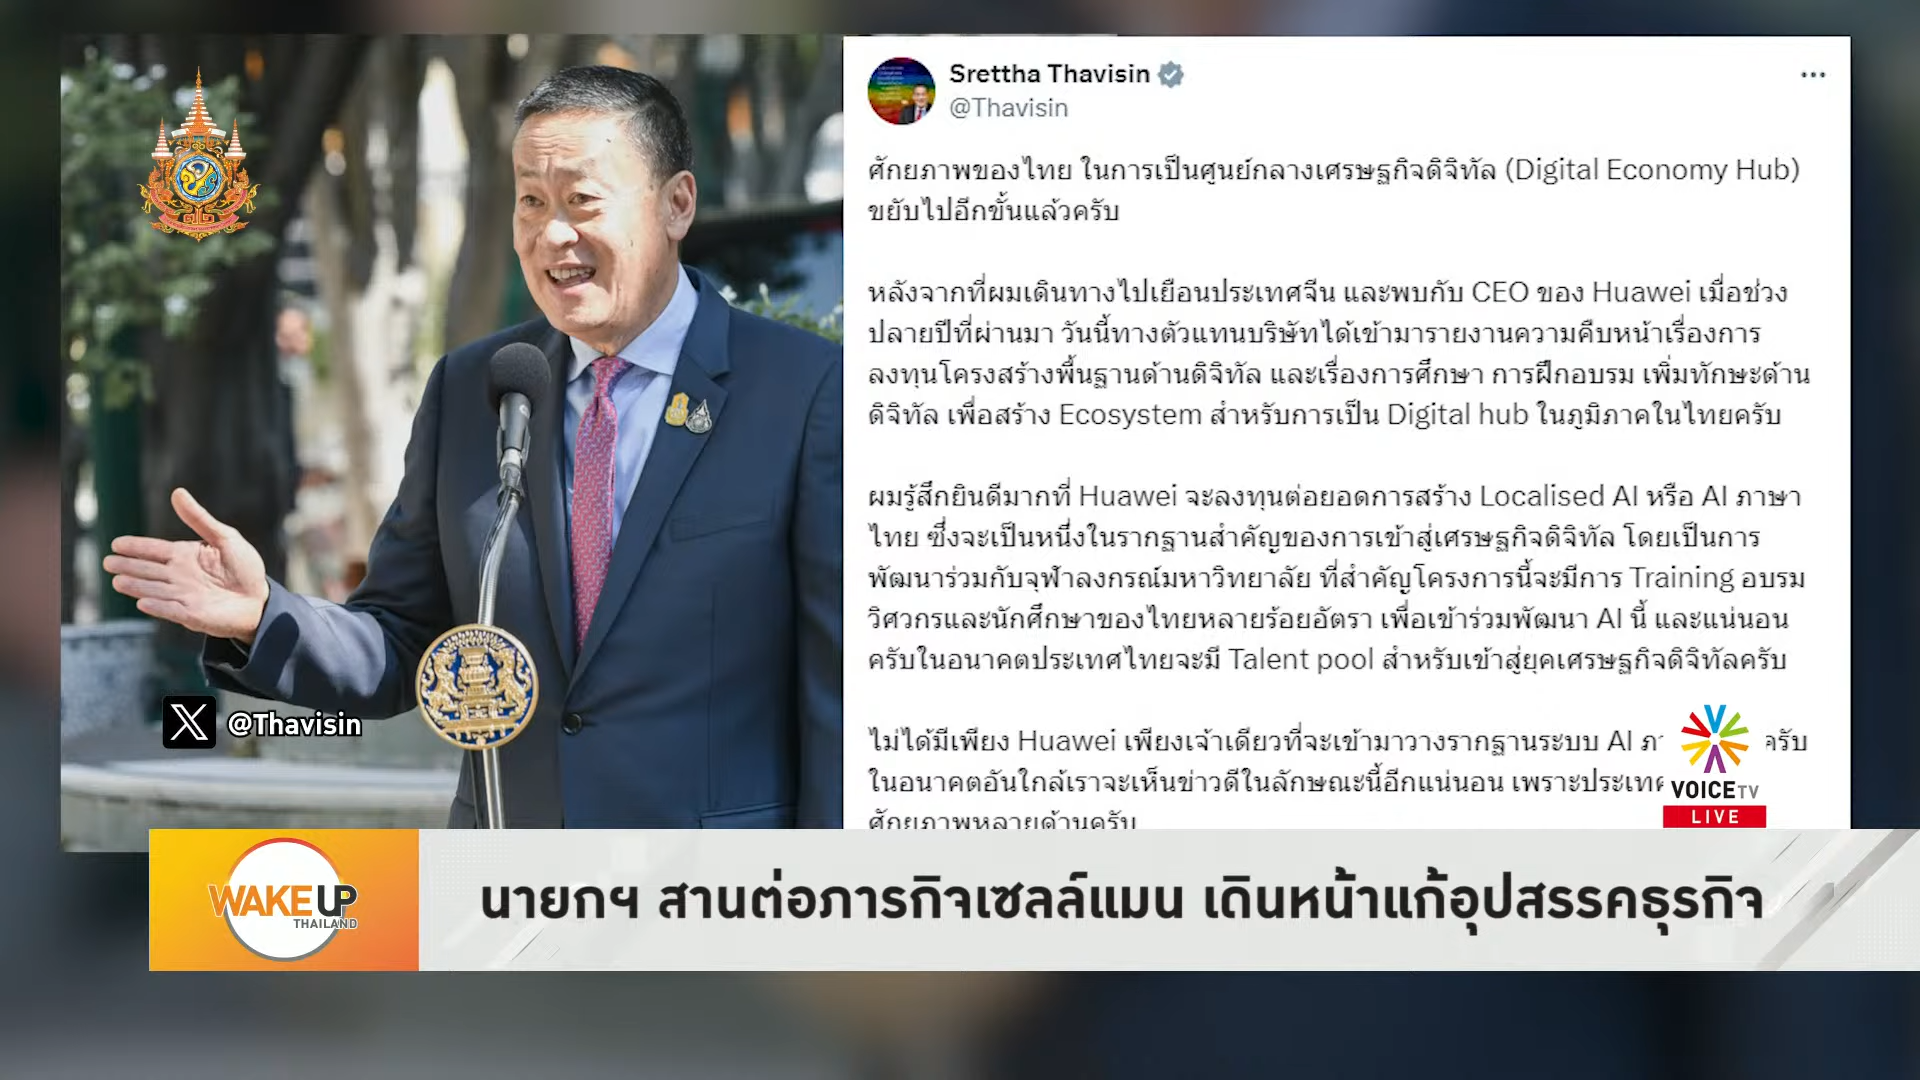 Srettha Thavisin
@Thavisin
ศักยภาพของไทย ในการเป็นศูนย์กลางเศรษฐกิจดิจิทัล (Digital Economy Hub)
ขยับไปอีกขั้นแล้วครับ
หลังจากที่ผมเดินทางไปเยือนประเทศจีน และพบกับ CEO ของ Huawei เมื่อช่วง
ปลายปีที่ผ่านมา วันนี้ทางตัวแทนบริษัทได้เข้ามารายงานความคืบหน้าเรื่องการ
ลงทุนโครงสร้างพื้นฐานด้านดิจิทัล และเรื่องการศึกษา การฝึกอบรม เพิ่มทักษะด้าน
ดิจิทัล เพื่อสร้าง Ecosystem สำหรับการเป็น Digital hub ในภูมิภาคในไทยครับ
ผมรู้สึกยินดีมากที่ Huawei จะลงทุนต่อยอดการสร้าง Localised AI หรือ AI ภาษา
ไทย ซึ่งจะเป็นหนึ่งในรากฐานสำคัญของการเข้าสู่เศรษฐกิจดิจิทัล โดยเป็นการ
พัฒนาร่วมกับจุฬาลงกรณ์มหาวิทยาลัย ที่สำคัญโครงการนี้จะมีการ Training อบรม
วิศวกรและนักศึกษาของไทยหลายร้อยอัตรา เพื่อเข้าร่วมพัฒนา AI นี้ และแน่นอน
ครับในอนาคตประเทศไทยจะมี Talent pool สำหรับเข้าสู่ยุคเศรษฐกิจดิจิทัลครับ
ไม่ได้มีเพียง Huawei เพียงเจ้าเดียวที่จะเข้ามาวางรากฐานระบบ AI ครับ
ในอนาคตอันใกล้เราจะเห็นข่าวดีในลักษณะนี้อีกแน่นอน เพราะประเทศ
ศักยภาพหลายด้านครับ
@Thavisin
VOICE TV
LIVE
WAKE UP
THAILAND
นายกฯ สานต่อภารกิจเซลล์แมน เดินหน้าแก้อุปสรรคธุรกิจ